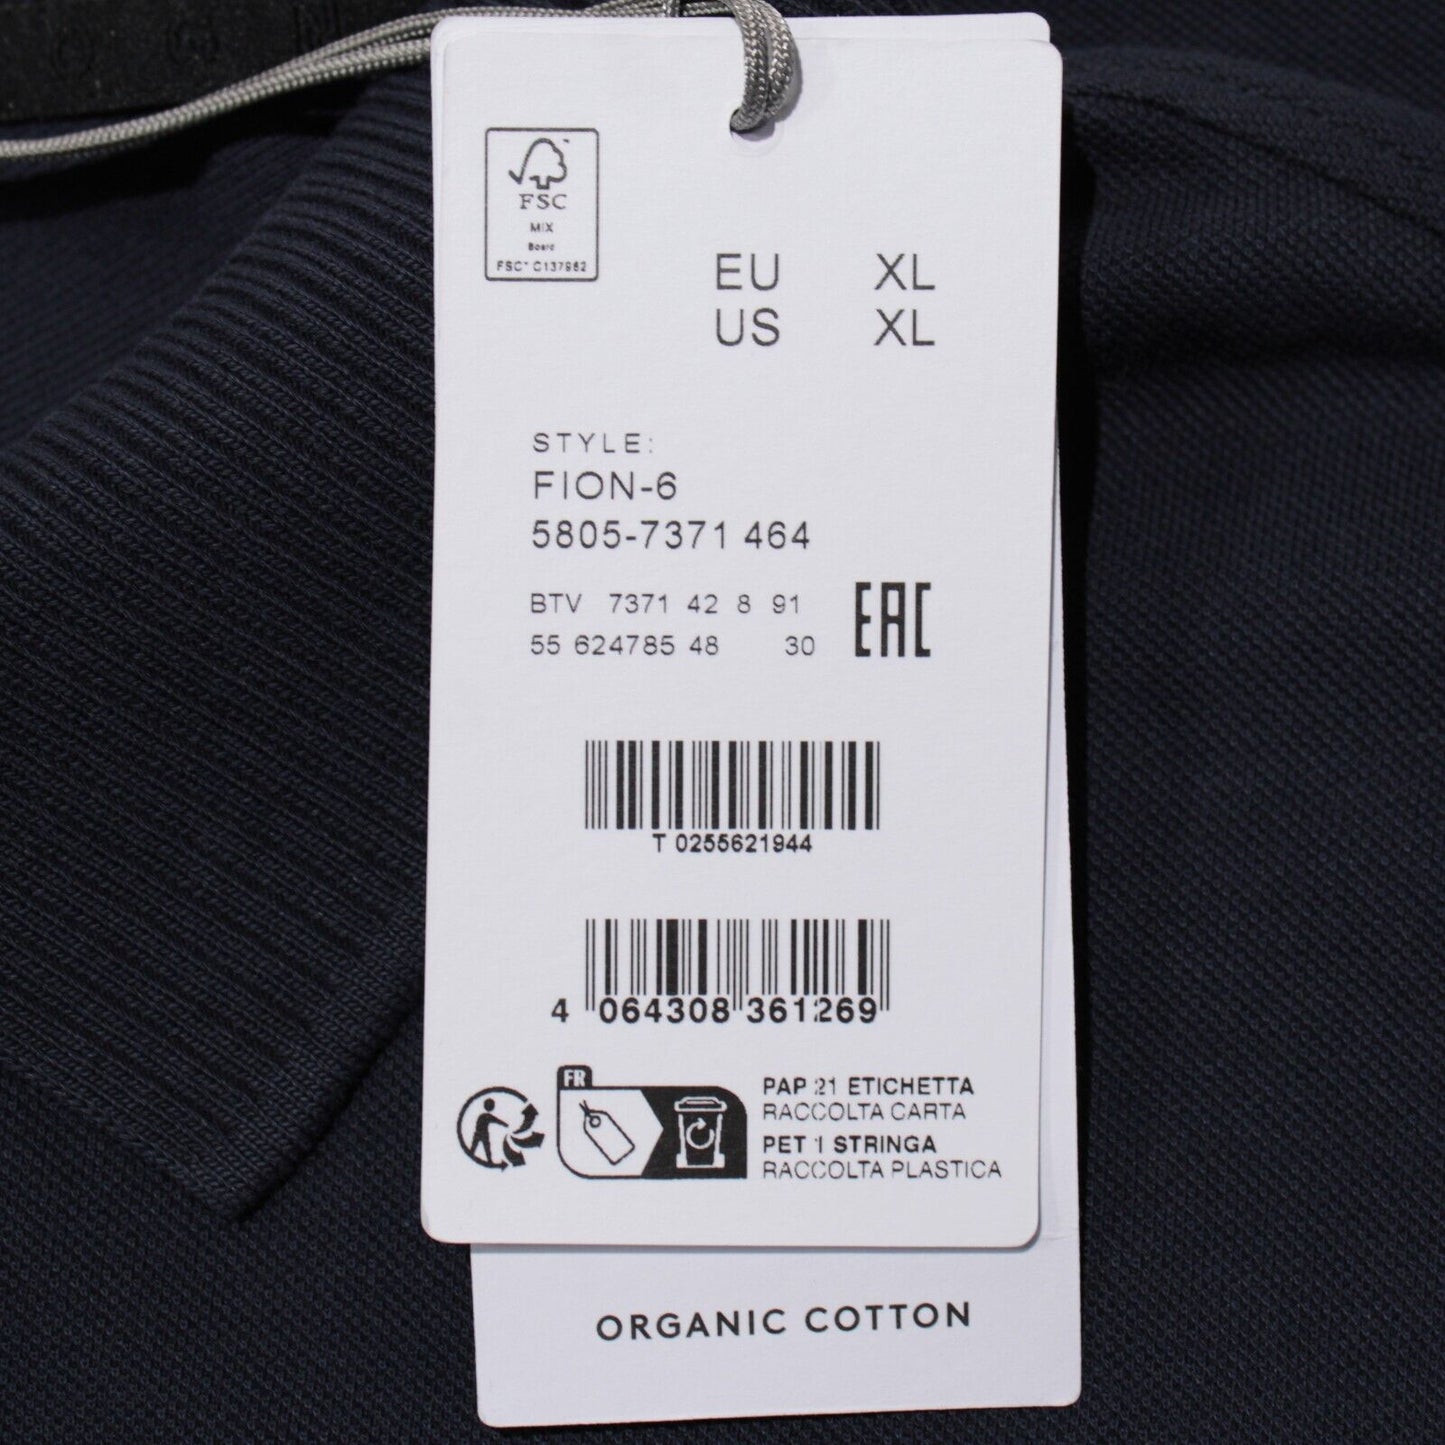 FSC
MIX
Board
FSC® C137962
EU XL
US XL
STYLE:
FION-6
5805-7371 464
BTV 7371 42 8 91
55 624785 48 30
EAC
T 0255621944
4 064308 361269
FR
PAP 21 ETICHETTA
RACCOLTA CARTA
PET 1 STRINGA
RACCOLTA PLASTICA
ORGANIC COTTON